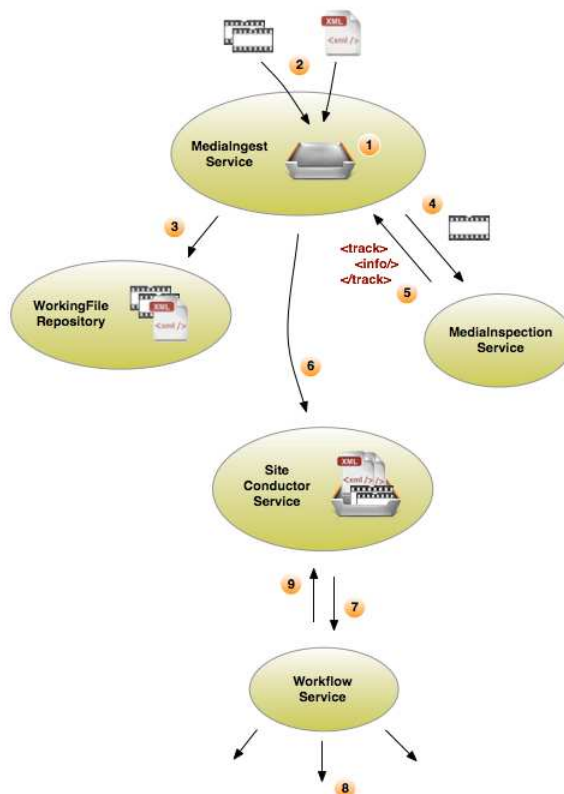 XML
<xml/>
2
MediaIngest
Service
1
3
4
<track>
<info/>
</track>
5
WorkingFile
Repository
XML
<xml />
MediaInspection
Service
6
Site
Conductor
Service
XML
<xml />
9
7
Workflow
Service
8